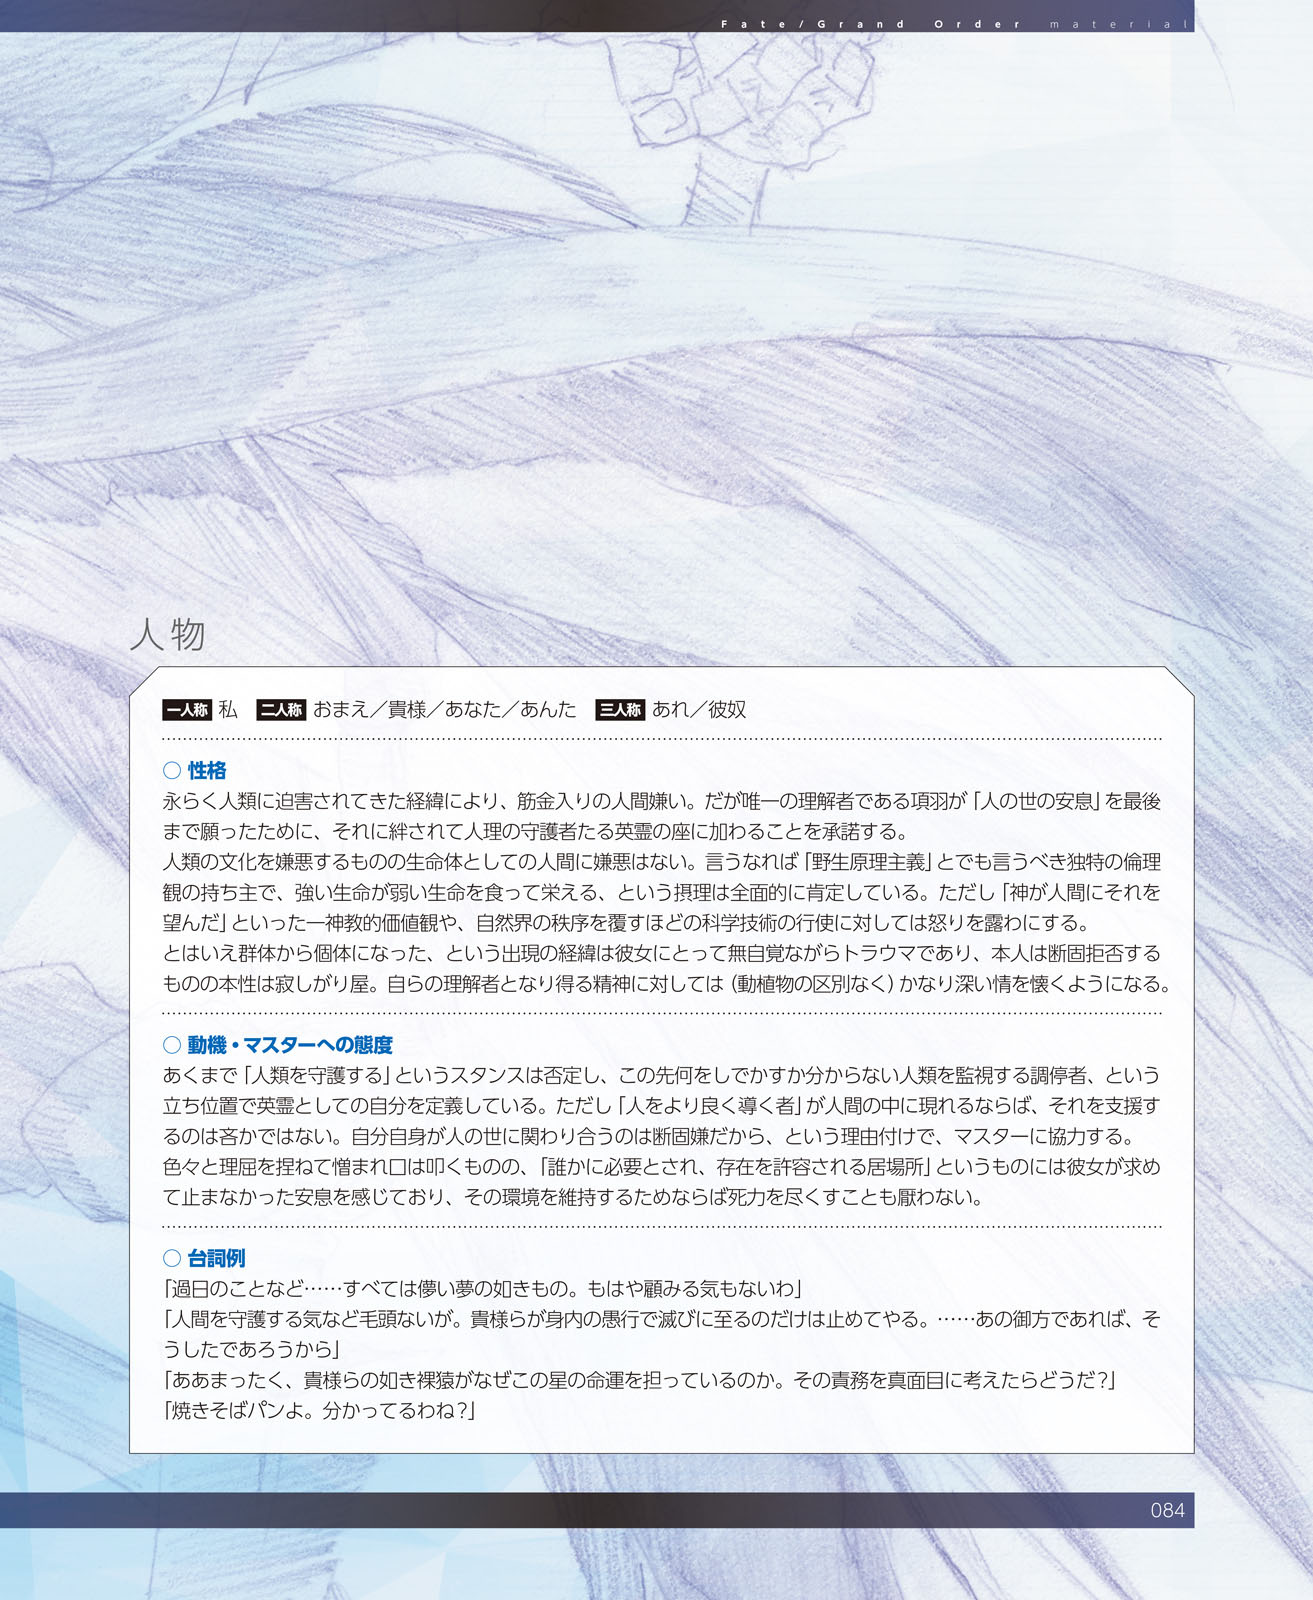 Fate/Grand Order material
人物
一人称 私 二人称 おまえ／貴様／あなた／あんた 三人称 あれ／彼奴
○ 性格
永らく人類に迫害されてきた経緯により、筋金入りの人間嫌い。だが唯一の理解者である項羽が「人の世の安息」を最後
まで願ったために、それに絆されて人理の守護者たる英霊の座に加わることを承諾する。
人類の文化を嫌悪するものの生命体としての人間に嫌悪はない。言うなれば「野生原理主義」とでも言うべき独特の倫理
観の持ち主で、強い生命が弱い生命を食って栄える、という摂理は全面的に肯定している。ただし「神が人間にそれを
望んだ」といった一神教的価値観や、自然界の秩序を覆すほどの科学技術の行使に対しては怒りを露わにする。
とはいえ群体から個体になった、という出現の経緯は彼女にとって無自覚ながらトラウマであり、本人は断固拒否する
ものの本性は寂しがり屋。自らの理解者となり得る精神に対しては（動植物の区別なく）かなり深い情を懐くようになる。
○ 動機・マスターへの態度
あくまで「人類を守護する」というスタンスは否定し、この先何をしでかすか分からない人類を監視する調停者、という
立ち位置で英霊としての自分を定義している。ただし「人をより良く導く者」が人間の中に現れるならば、それを支援す
るのは吝かではない。自分自身が人の世に関わり合うのは断固嫌だから、という理由付けで、マスターに協力する。
色々と理屈を捏ねて憎まれ口は叩くものの、「誰かに必要とされ、存在を許容される居場所」というものには彼女が求め
て止まなかった安息を感じており、その環境を維持するためならば死力を尽くすことも厭わない。
○ 台詞例
「過日のことなど……すべては儚い夢の如きもの。もはや顧みる気もないわ」
「人間を守護する気など毛頭ないが。貴様らが身内の愚行で滅びに至るのだけは止めてやる。……あの御方であれば、そ
うしたであろうから」
「ああまったく、貴様らの如き裸猿がなぜこの星の命運を担っているのか。その責務を真面目に考えたらどうだ？」
「焼きそばパンよ。分かってるわね？」
084